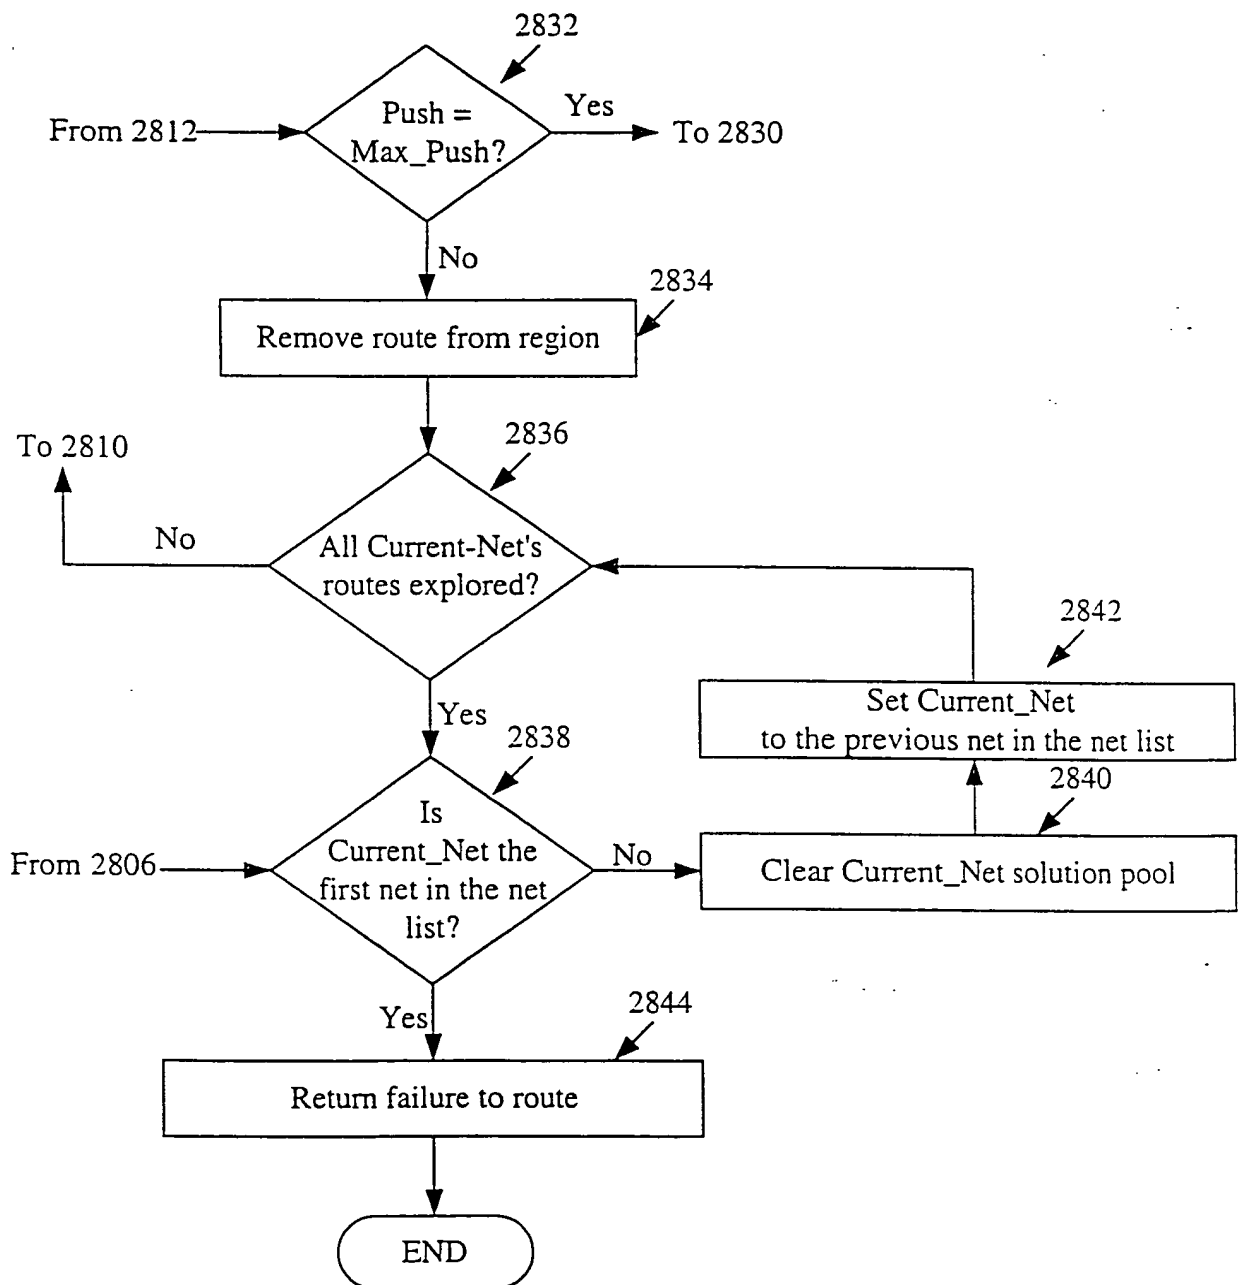 2832
Push =
Max_Push?
From 2812
Yes
To 2830
No
2834
Remove route from region
To 2810
2836
No
All Current-Net's
routes explored?
2842
Set Current_Net
to the previous net in the net list
Yes
2838
2840
Is
Current_Net the
first net in the net
list?
From 2806
No
Clear Current_Net solution pool
Yes
2844
Return failure to route
END